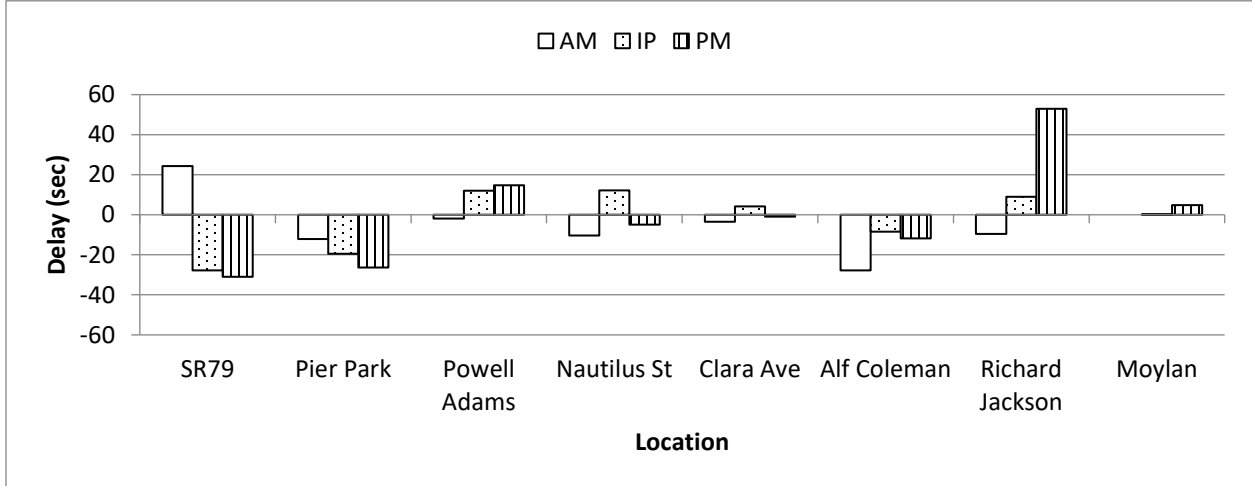 AM IP PM
60
40
20
0
-20
-40
-60
Delay (sec)
SR79 Pier Park Powell Adams Nautilus St Clara Ave Alf Coleman Richard Jackson Moylan
Location